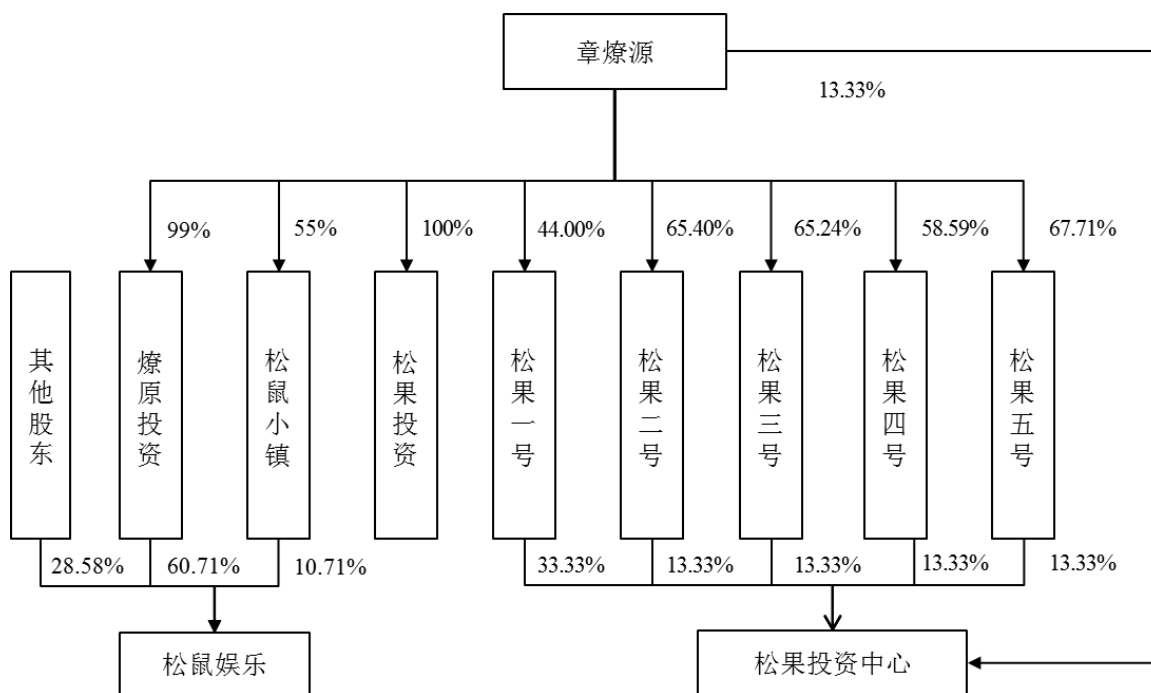 章燎源
13.33%
99%
55%
100%
44.00%
65.40%
65.24%
58.59%
67.71%
其他股东
燎原投资
松鼠小镇
松果投资
松果一号
松果二号
松果三号
松果四号
松果五号
28.58%
60.71%
10.71%
33.33%
13.33%
13.33%
13.33%
13.33%
松鼠娱乐
松果投资中心